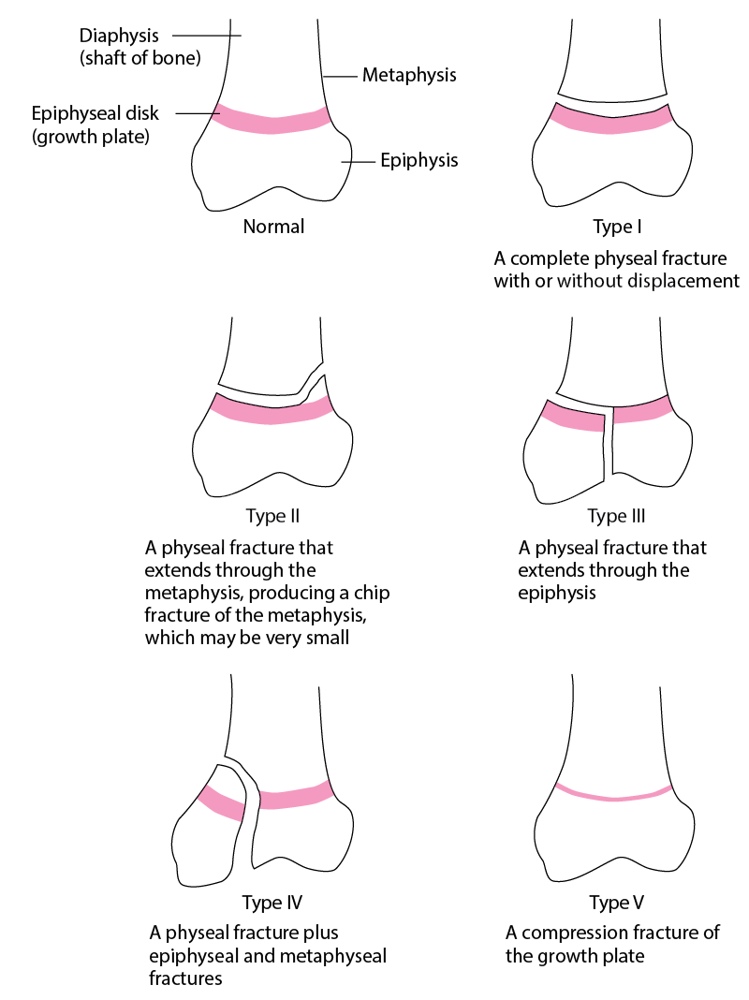 Diaphysis
(shaft of bone)
Metaphysis
Epiphyseal disk
(growth plate)
Epiphysis
Normal
Type I
A complete physeal fracture
with or without displacement
Type II
A physeal fracture that
extends through the
metaphysis, producing a chip
fracture of the metaphysis,
which may be very small
Type III
A physeal fracture that
extends through the
epiphysis
Type IV
A physeal fracture plus
epiphyseal and metaphyseal
fractures
Type V
A compression fracture of
the growth plate